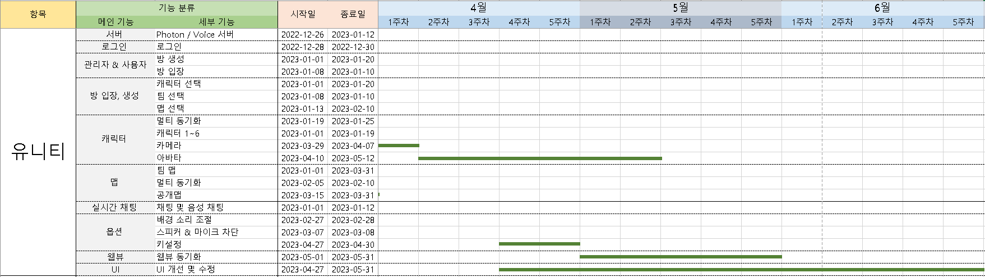 항목 기능 분류 시작일 종료일 4월 5월 6월
메인 기능 세부 기능 1주차 2주차 3주차 4주차 5주차 1주차 2주차 3주차 4주차 5주차 1주차 2주차 3주차 4주차 5주차
유니티
서버 Photon / Voice 서버 2022-12-26 2023-01-12
로그인 로그인 2022-12-28 2022-12-30
관리자 & 사용자 방 생성 2023-01-01 2023-01-20
방 입장 2023-01-08 2023-01-10
방 입장, 생성 캐릭터 선택 2023-01-01 2023-01-20
팀 선택 2023-01-08 2023-01-10
맵 선택 2023-01-13 2023-02-10
캐릭터 멀티 동기화 2023-01-19 2023-01-25
캐릭터 1~6 2023-01-01 2023-01-19
카메라 2023-03-29 2023-04-07
아바타 2023-04-10 2023-05-12
맵 팀 맵 2023-01-01 2023-03-31
멀티 동기화 2023-02-05 2023-02-10
공개맵 2023-03-15 2023-03-31
실시간 채팅 채팅 및 음성 채팅 2023-01-01 2023-01-12
옵션 배경 소리 조절 2023-02-27 2023-02-28
스피커 & 마이크 차단 2023-03-07 2023-03-08
키설정 2023-04-27 2023-04-30
웹뷰 웹뷰 동기화 2023-05-01 2023-05-31
UI UI 개선 및 수정 2023-04-27 2023-05-31